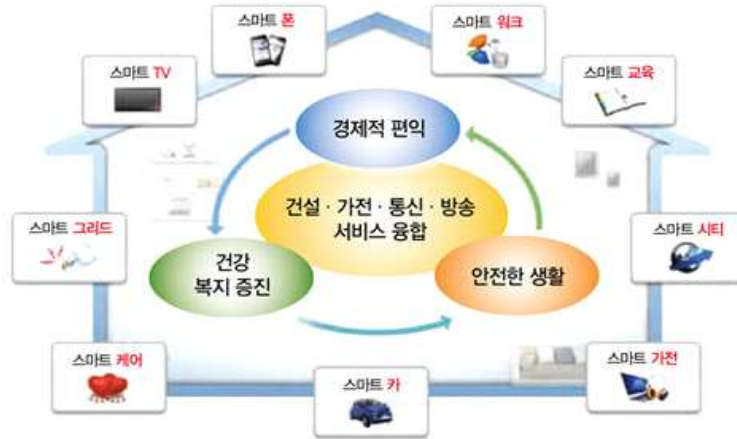 스마트 폰
스마트 워크
스마트 TV
스마트 교육
경제적 편익
건설 · 가전 · 통신 · 방송
서비스 융합
스마트 그리드
스마트 시티
건강
복지 증진
안전한 생활
스마트 케어
스마트 카
스마트 가전